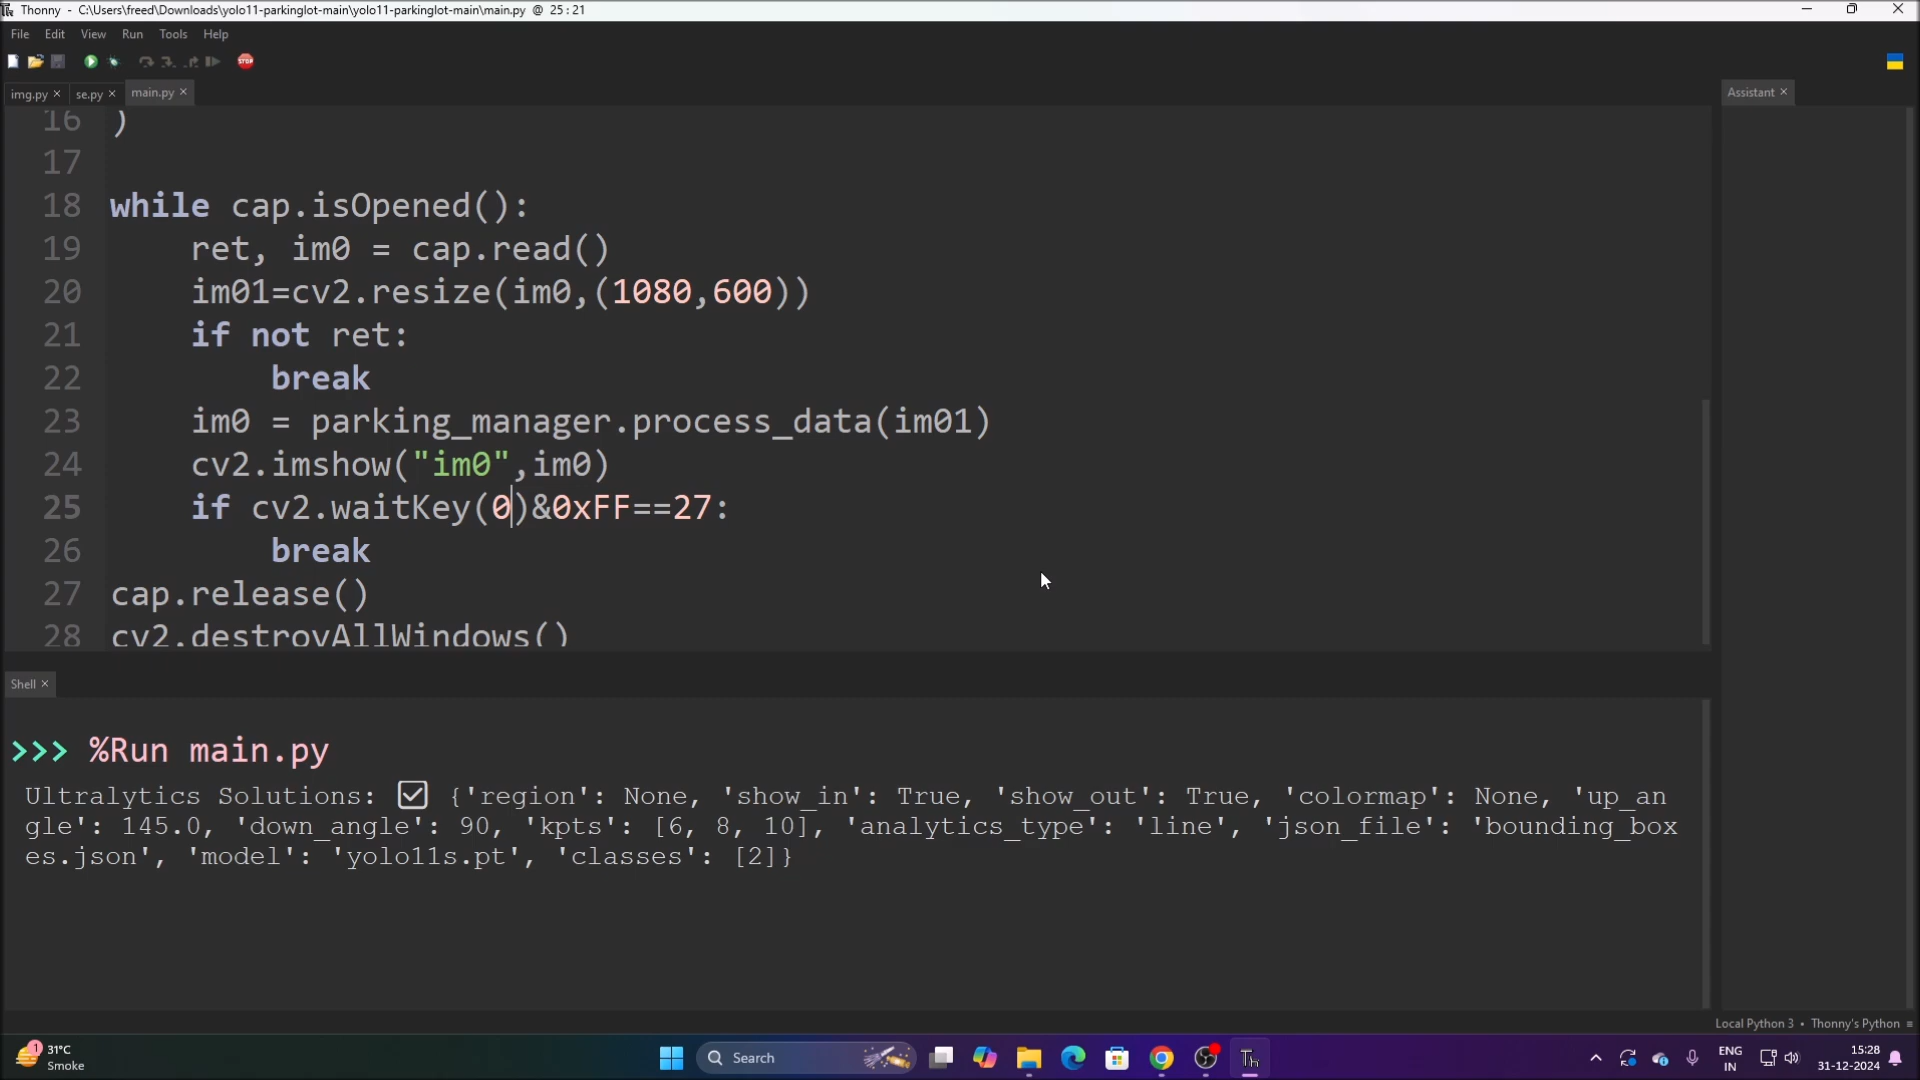 Thonny - C:\Users\freed\Downloads\yolo11-parkinglot-main\yolo11-parkinglot-main\main.py @ 25:21
File Edit View Run Tools Help
STOP
img.py × se.py × main.py ×
Assistant ×
16 )
17
18 while cap.isOpened():
19     ret, im0 = cap.read()
20     im01=cv2.resize(im0,(1080,600))
21     if not ret:
22         break
23     im0 = parking_manager.process_data(im01)
24     cv2.imshow("im0",im0)
25     if cv2.waitKey(0)&0xFF==27:
26         break
27 cap.release()
28 cv2.destroyAllWindows()
Shell ×
>>> %Run main.py
Ultralytics Solutions: ☑ {'region': None, 'show_in': True, 'show_out': True, 'colormap': None, 'up_an
gle': 145.0, 'down_angle': 90, 'kpts': [6, 8, 10], 'analytics_type': 'line', 'json_file': 'bounding_box
es.json', 'model': 'yolo11s.pt', 'classes': [2]}
Local Python 3 • Thonny's Python ≡
1
31°C
Smoke
Search
Th
ENG
IN
15:28
31-12-2024